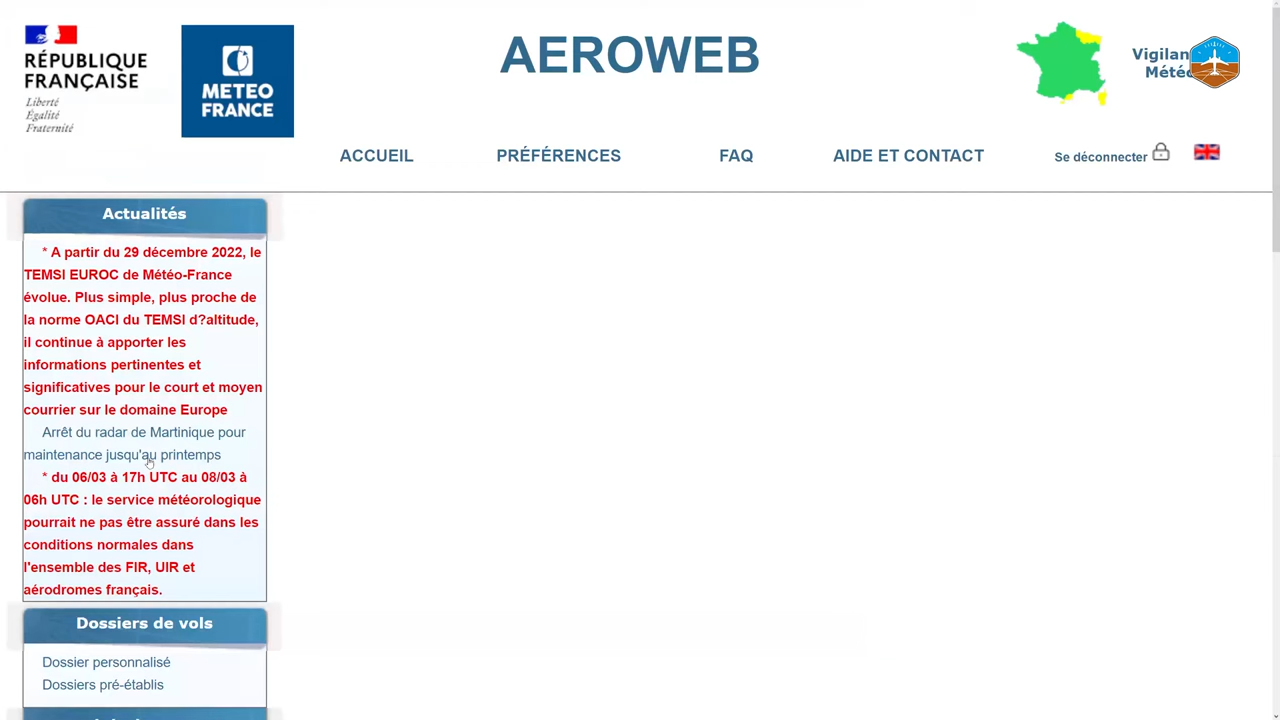 RÉPUBLIQUE
FRANÇAISE
Liberté
Égalité
Fraternité
METEO
FRANCE
AEROWEB
Météo
ACCUEIL
PRÉFÉRENCES
FAQ
AIDE ET CONTACT
Se déconnecter
Actualités
* A partir du 29 décembre 2022, le
TEMSI EUROC de Météo-France
évolue. Plus simple, plus proche de
la norme OACI du TEMSI d?altitude,
il continue à apporter les
informations pertinentes et
significatives pour le court et moyen
courrier sur le domaine Europe
Arrêt du radar de Martinique pour
maintenance jusqu'au printemps
* du 06/03 à 17h UTC au 08/03 à
06h UTC : le service météorologique
pourrait ne pas être assuré dans les
conditions normales dans
l'ensemble des FIR, UIR et
aérodromes français.
Dossiers de vols
Dossier personnalisé
Dossiers pré-établis